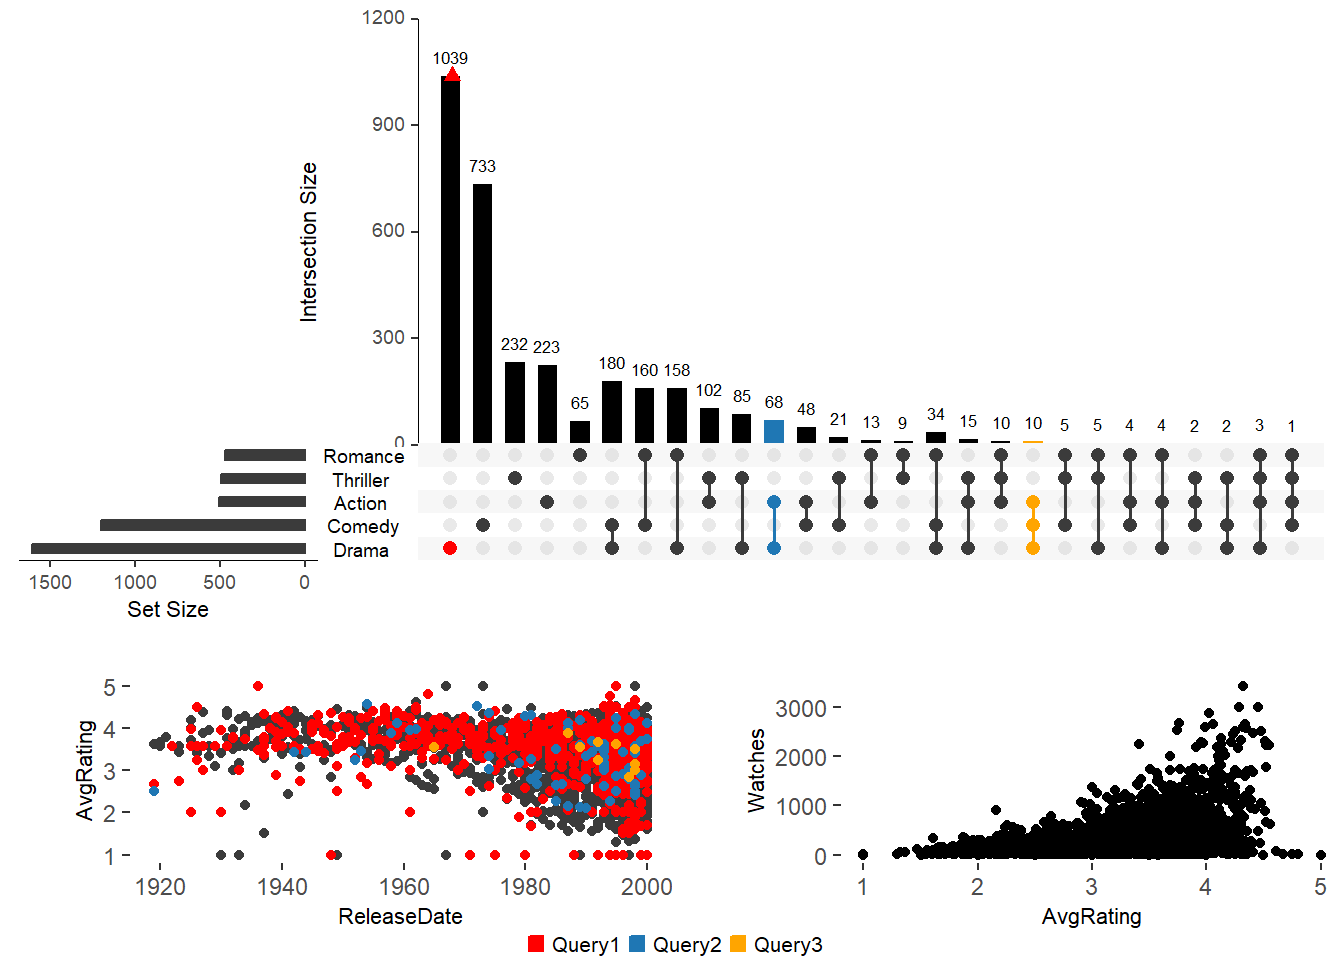 1200
1039
900
733
600
Intersection Size
300
232 223 65 180 160 158 102 85 68 48 21 13 9 34 15 10 10 5 5 4 4 2 2 3 1
0
Romance
Thriller
Action
Comedy
Drama
1500 1000 500 0
Set Size
5
4
3
2
1
AvgRating
1920 1940 1960 1980 2000
ReleaseDate
3000
2000
1000
0
Watches
1 2 3 4 5
AvgRating
Query1 Query2 Query3